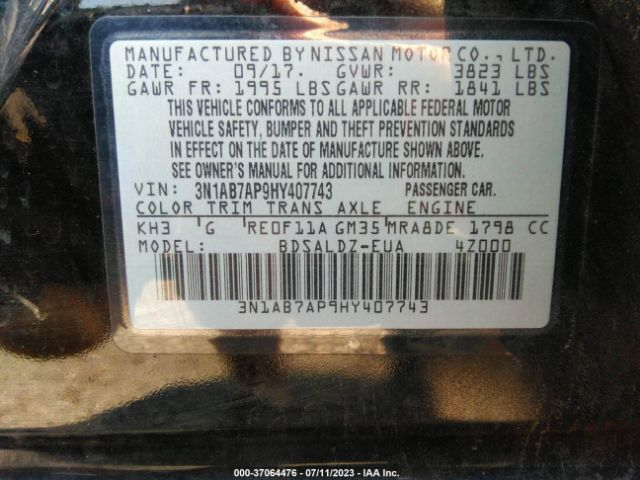 MANUFACTURED BY NISSAN MOTOR CO., LTD.
DATE: 09/17. GVWR: 3823 LBS
GAWR FR: 1995 LBS GAWR RR: 1841 LBS
THIS VEHICLE CONFORMS TO ALL APPLICABLE FEDERAL MOTOR
VEHICLE SAFETY, BUMPER AND THEFT PREVENTION STANDARDS
IN EFFECT ON THE DATE OF MANUFACTURE SHOWN ABOVE.
SEE OWNER'S MANUAL FOR ADDITIONAL INFORMATION.
VIN: 3N1AB7AP9HY407743 PASSENGER CAR.
COLOR TRIM TRANS AXLE ENGINE
KH3 G RE0F11A GM35 MRA8DE 1798 CC
MODEL: BDSALDZ-EUA 4Z000
3N1AB7AP9HY407743
000-37064476 - 07/11/2023 - IAA Inc.